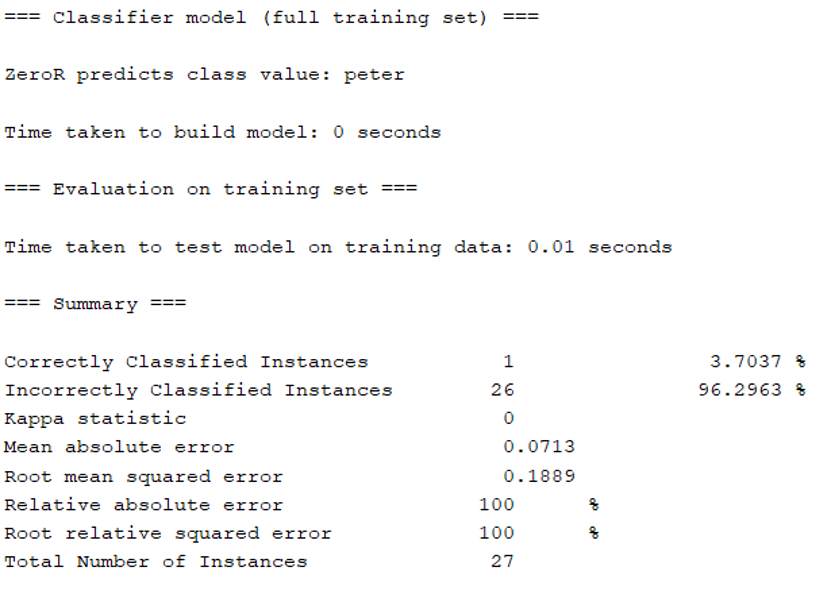 === Classifier model (full training set) ===
ZeroR predicts class value: peter
Time taken to build model: 0 seconds
=== Evaluation on training set ===
Time taken to test model on training data: 0.01 seconds
=== Summary ===
Correctly Classified Instances 1 3.7037 %
Incorrectly Classified Instances 26 96.2963 %
Kappa statistic 0
Mean absolute error 0.0713
Root mean squared error 0.1889
Relative absolute error 100 %
Root relative squared error 100 %
Total Number of Instances 27